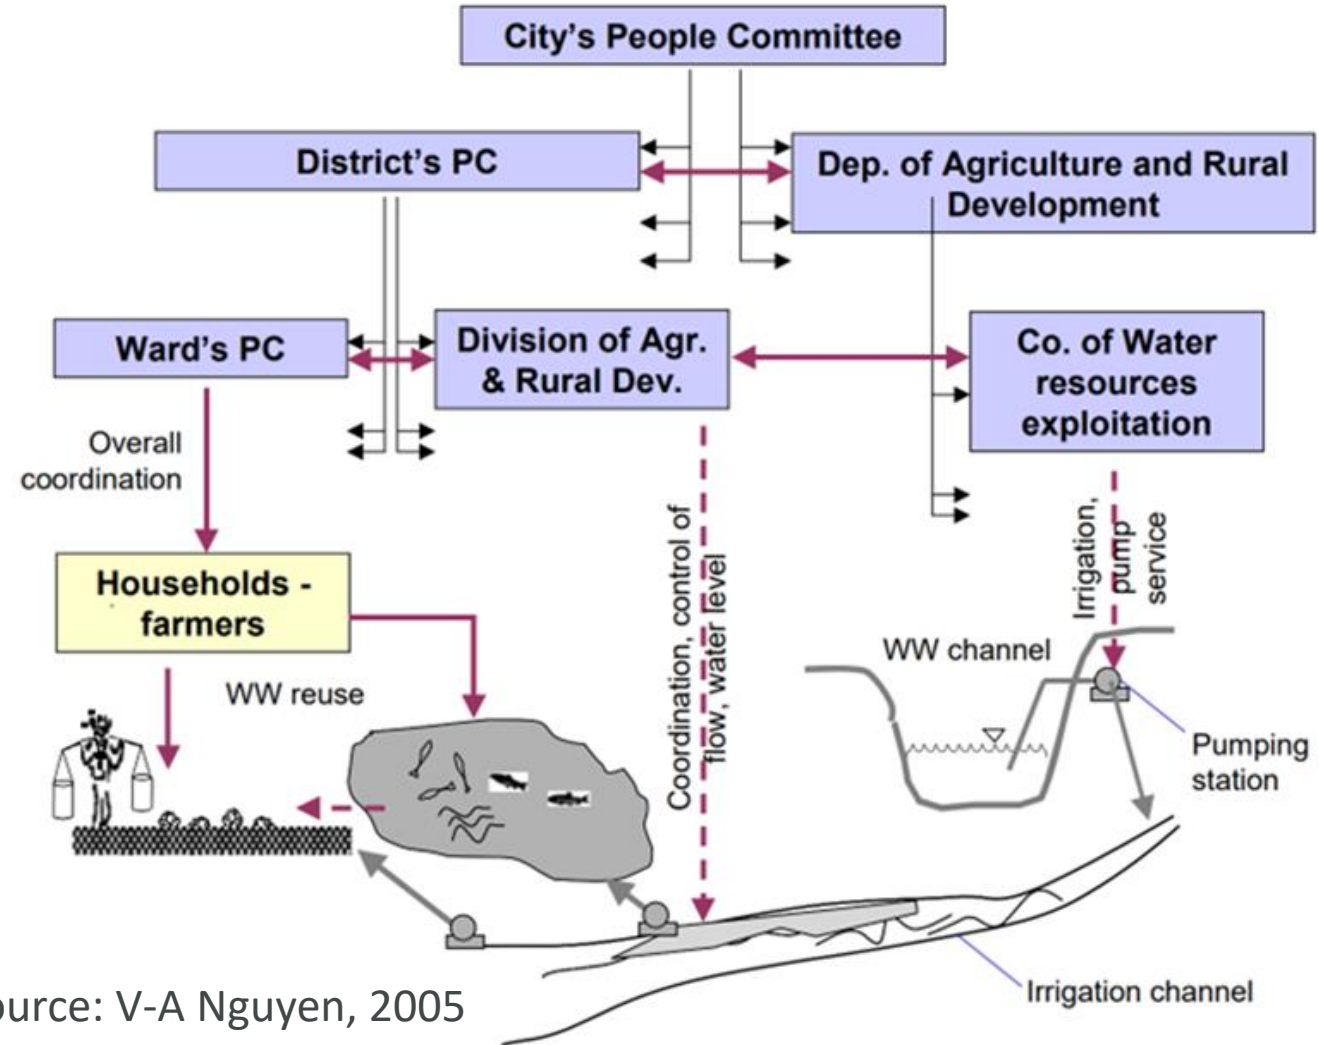 City's People Committee
District's PC
Dep. of Agriculture and Rural
Development
Ward's PC
Division of Agr.
& Rural Dev.
Co. of Water
resources
exploitation
Overall
coordination
Households -
farmers
WW reuse
Coordination, control of
flow, water level
Irrigation,
pump
service
WW channel
Pumping
station
Irrigation channel
ource: V-A Nguyen, 2005